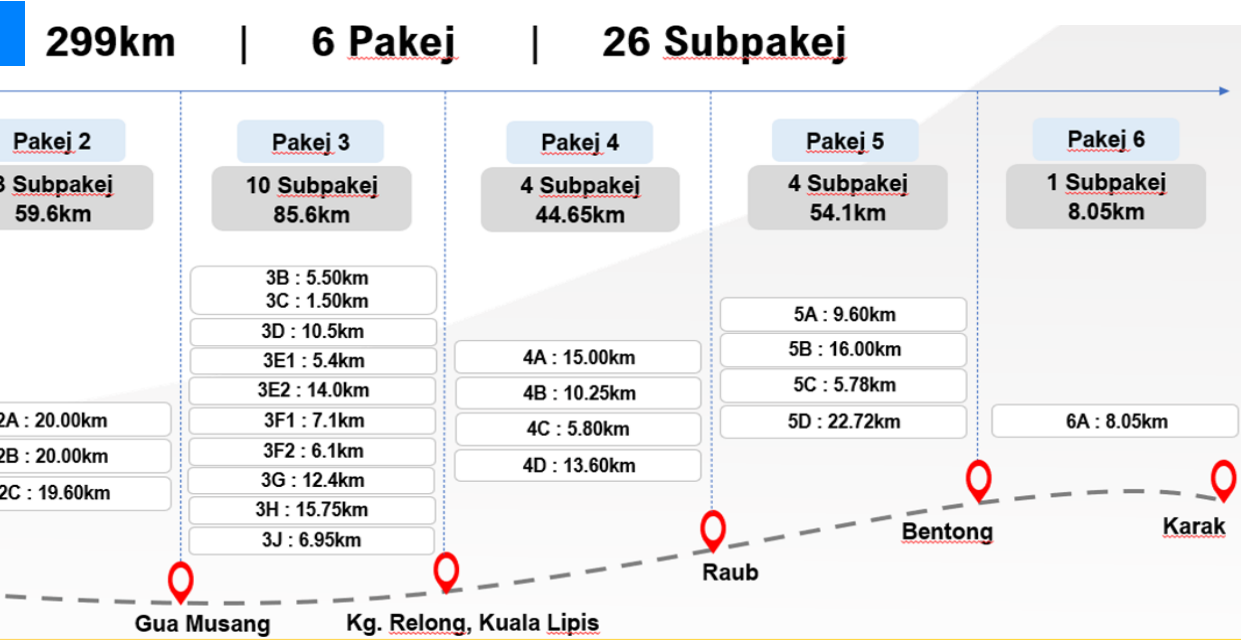 299km | 6 Pakej | 26 Subpakej
Pakej 2
3 Subpakej
59.6km
2A : 20.00km
2B : 20.00km
2C : 19.60km
Pakej 3
10 Subpakej
85.6km
3B : 5.50km
3C : 1.50km
3D : 10.5km
3E1 : 5.4km
3E2 : 14.0km
3F1 : 7.1km
3F2 : 6.1km
3G : 12.4km
3H : 15.75km
3J : 6.95km
Pakej 4
4 Subpakej
44.65km
4A : 15.00km
4B : 10.25km
4C : 5.80km
4D : 13.60km
Pakej 5
4 Subpakej
54.1km
5A : 9.60km
5B : 16.00km
5C : 5.78km
5D : 22.72km
Pakej 6
1 Subpakej
8.05km
6A : 8.05km
Gua Musang
Kg. Relong, Kuala Lipis
Raub
Bentong
Karak